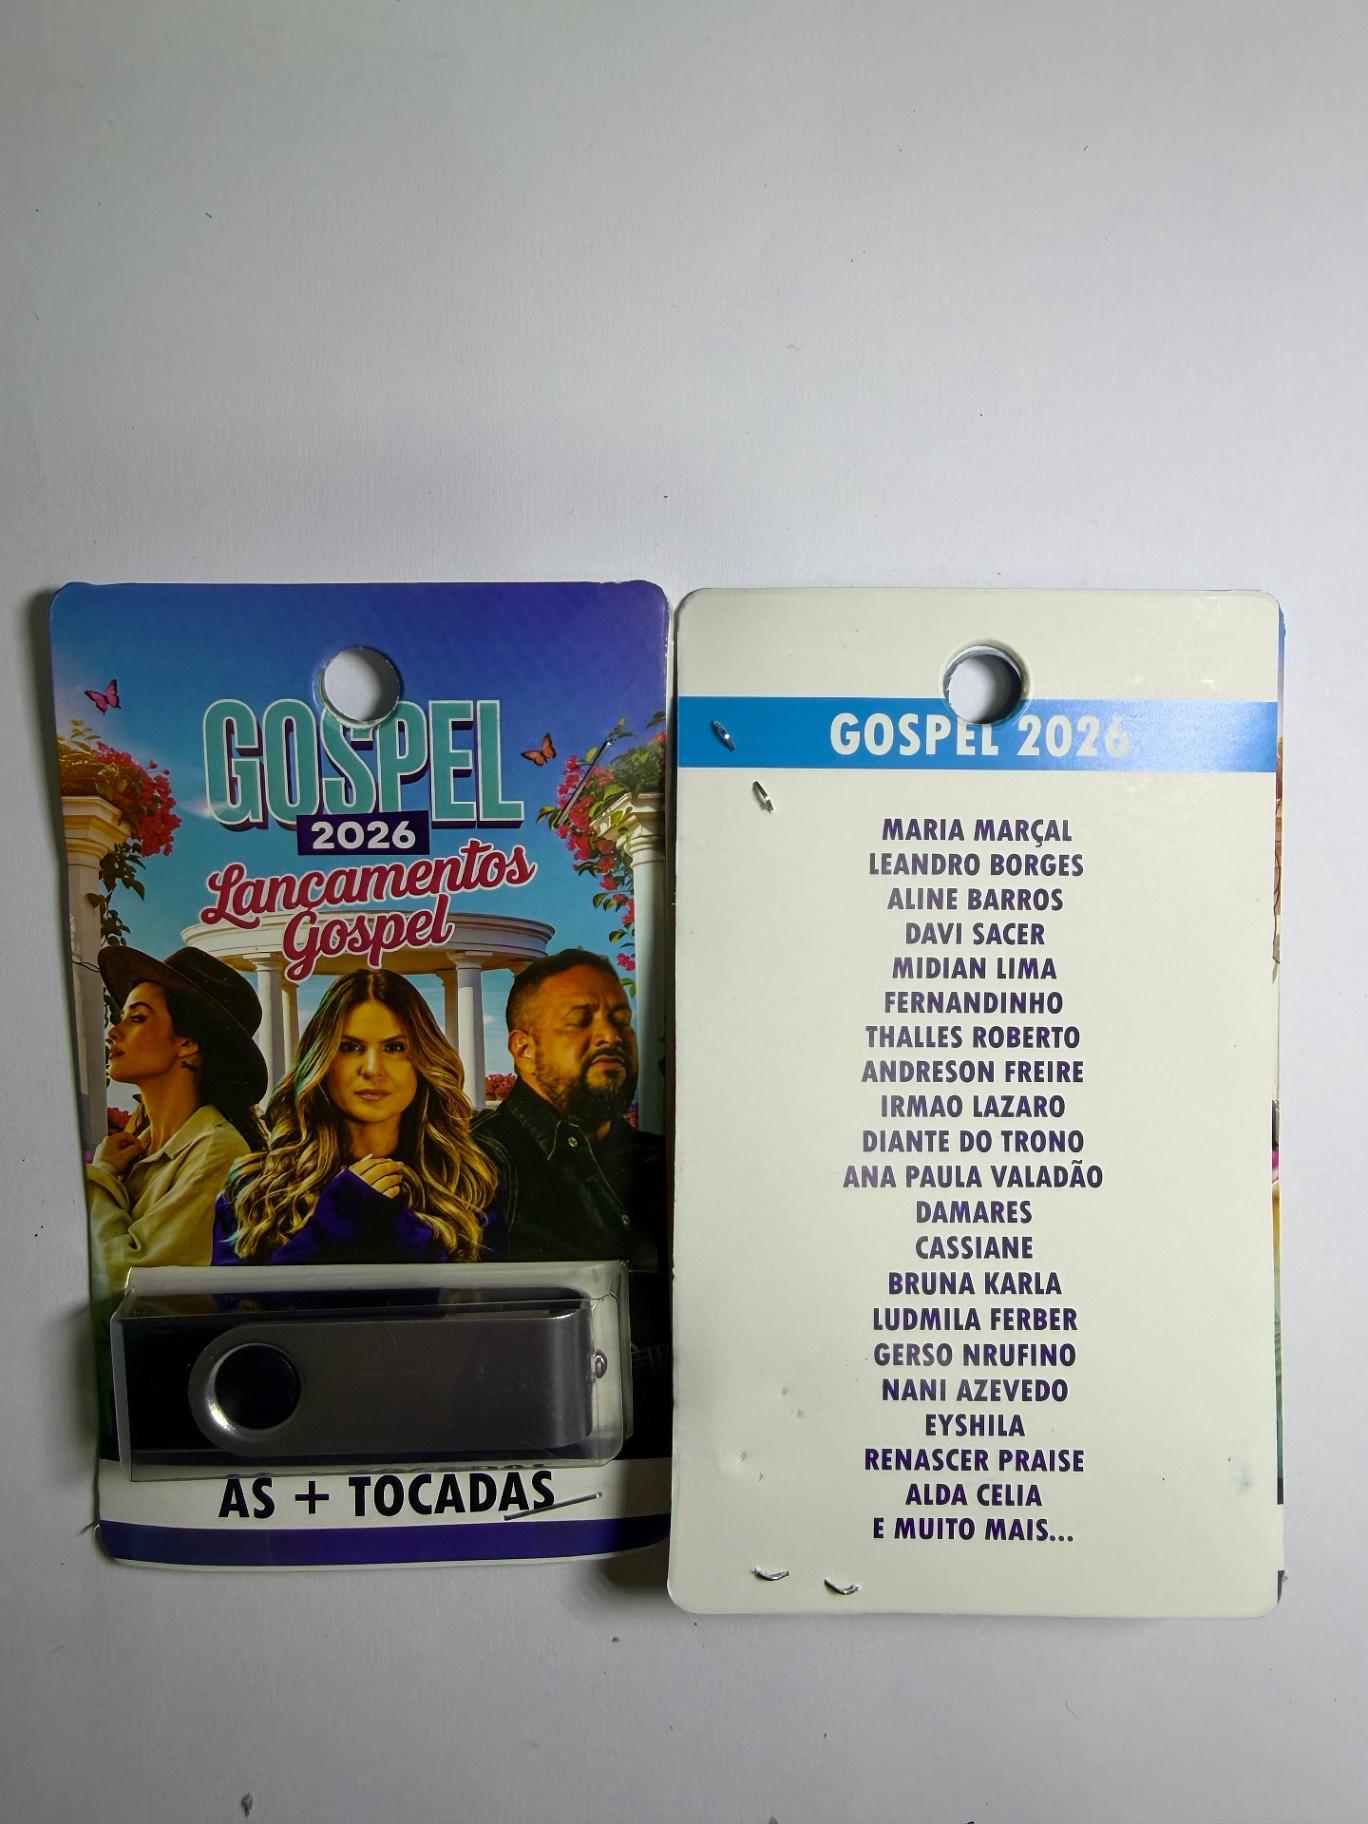 GOSPEL
2026
Lançamentos
Gospel
AS + TOCADAS
GOSPEL 2026
MARIA MARÇAL
LEANDRO BORGES
ALINE BARROS
DAVI SACER
MIDIAN LIMA
FERNANDINHO
THALLES ROBERTO
ANDRESON FREIRE
IRMAO LAZARO
DIANTE DO TRONO
ANA PAULA VALADÃO
DAMARES
CASSIANE
BRUNA KARLA
LUDMILA FERBER
GERSO NRUFINO
NANI AZEVEDO
EYSHILA
RENASCER PRAISE
ALDA CELIA
E MUITO MAIS...